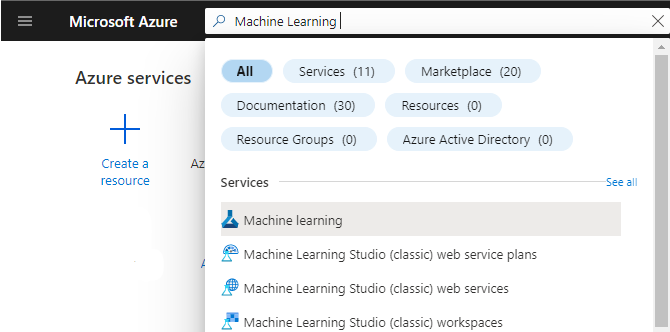 Microsoft Azure
Machine Learning
Azure services
All
Services (11)
Marketplace (20)
Documentation (30)
Resources (0)
Resource Groups (0)
Azure Active Directory (0)
Create a
resource
Az
Services
See all
Machine learning
Machine Learning Studio (classic) web service plans
Machine Learning Studio (classic) web services
Machine Learning Studio (classic) workspaces
A